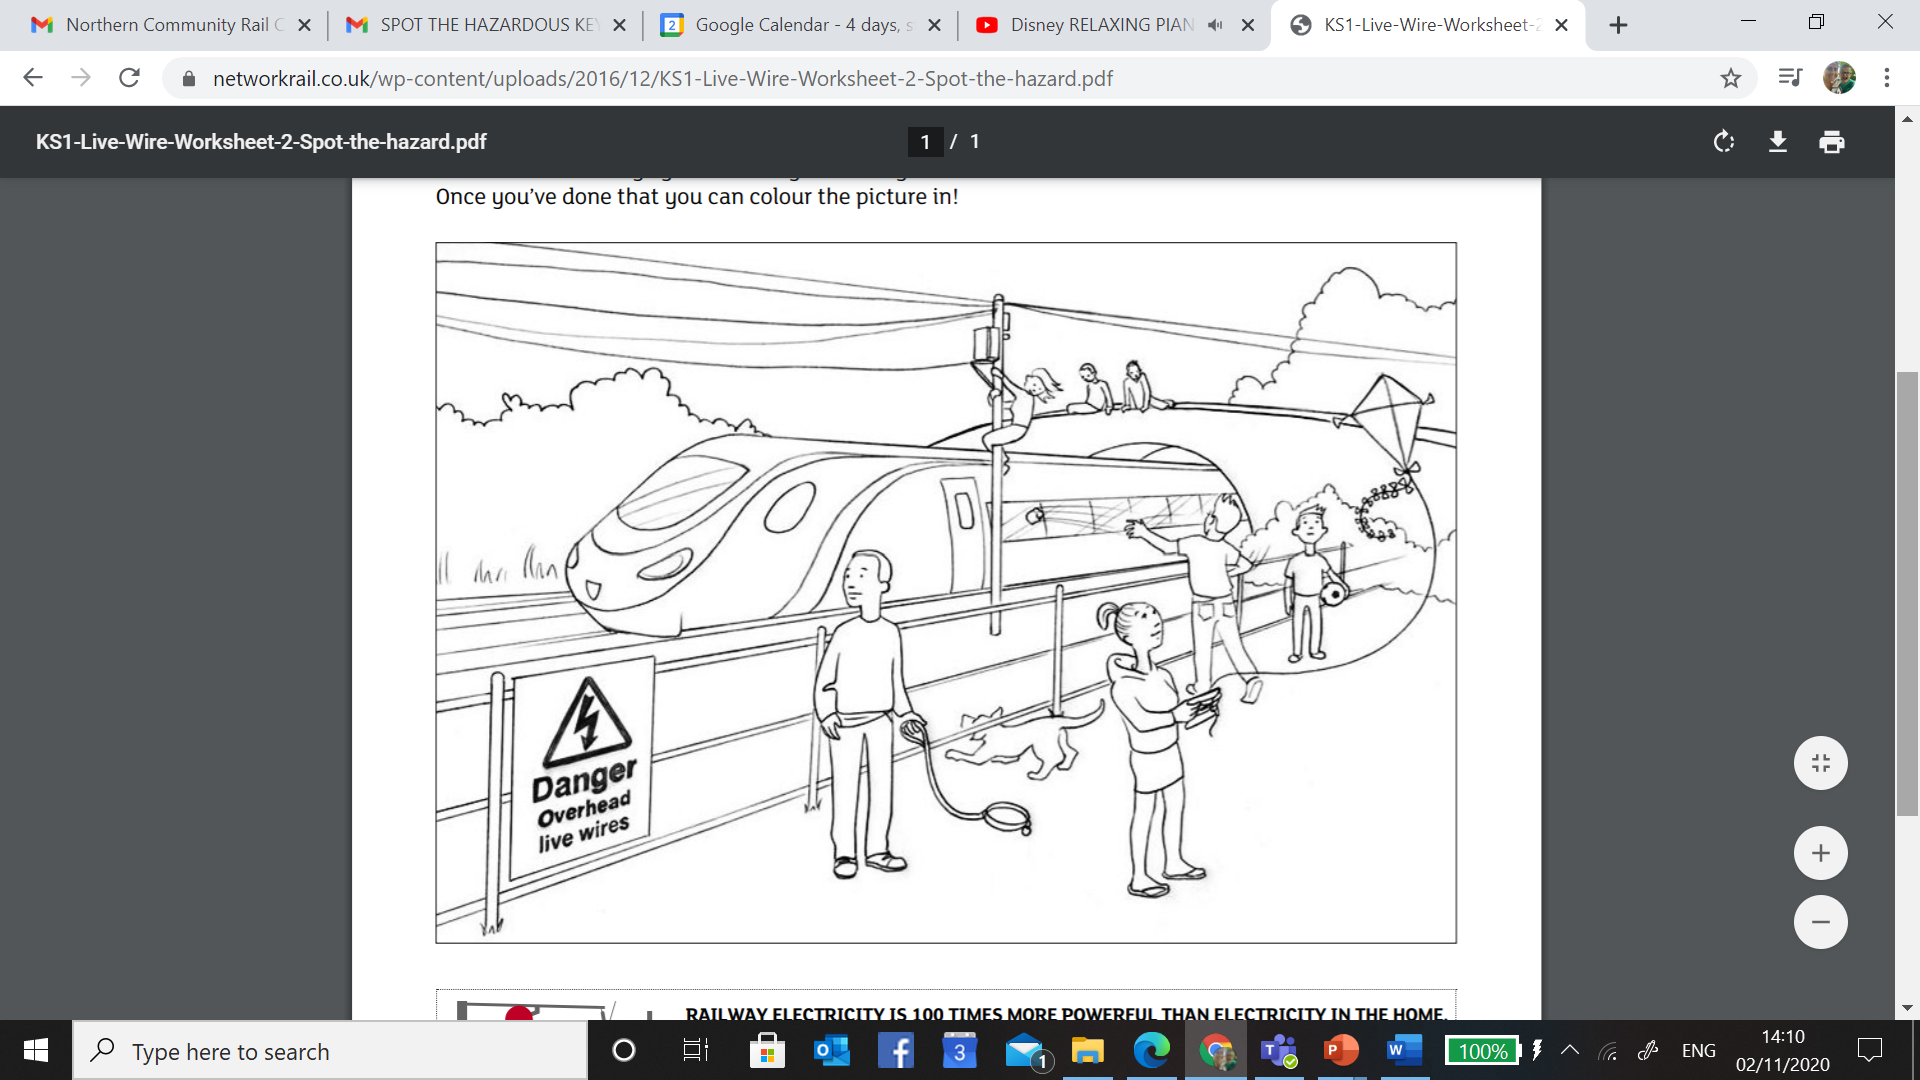 Northern Community Rail C
SPOT THE HAZARDOUS KE
Google Calendar - 4 days, s
Disney RELAXING PIAN
KS1-Live-Wire-Worksheet-2
networkrail.co.uk/wp-content/uploads/2016/12/KS1-Live-Wire-Worksheet-2-Spot-the-hazard.pdf
KS1-Live-Wire-Worksheet-2-Spot-the-hazard.pdf
1 / 1
Once you've done that you can colour the picture in!
Danger
Overhead
live wires
RAILWAY ELECTRICITY IS 100 TIMES MORE POWERFUL THAN ELECTRICITY IN THE HOME.
Type here to search
3
1
100%
ENG
14:10
02/11/2020